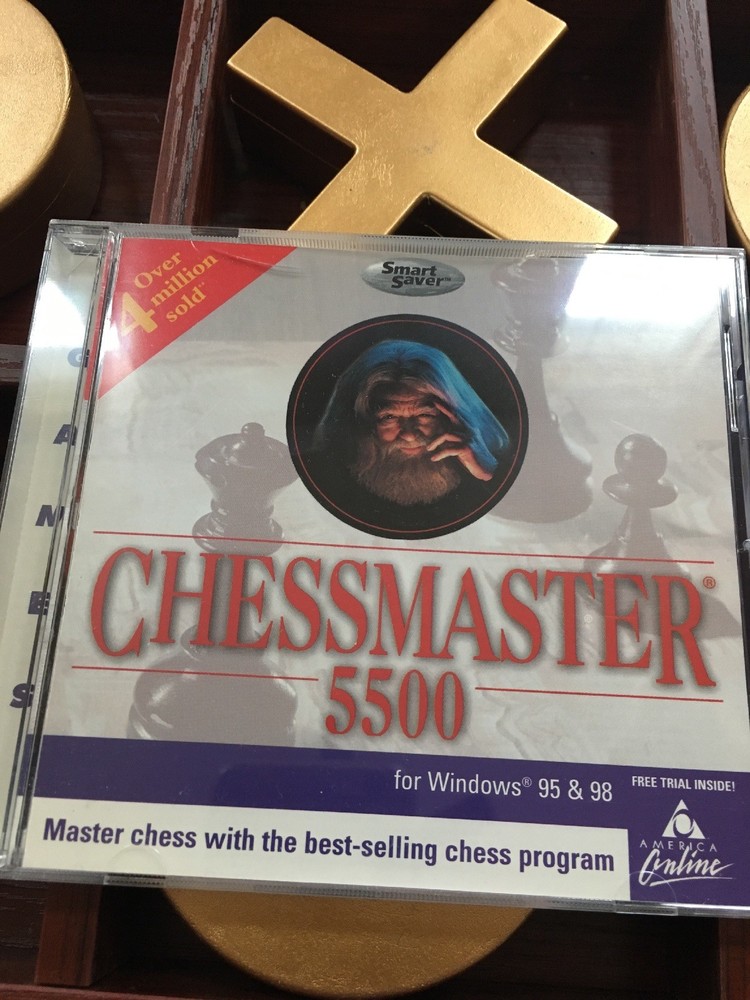 Over
4 million
sold**
Smart
Saver™
G
A
M
E
S
CHESSMASTER®
5500
for Windows® 95 & 98
FREE TRIAL INSIDE!
Master chess with the best-selling chess program
AMERICA
Online